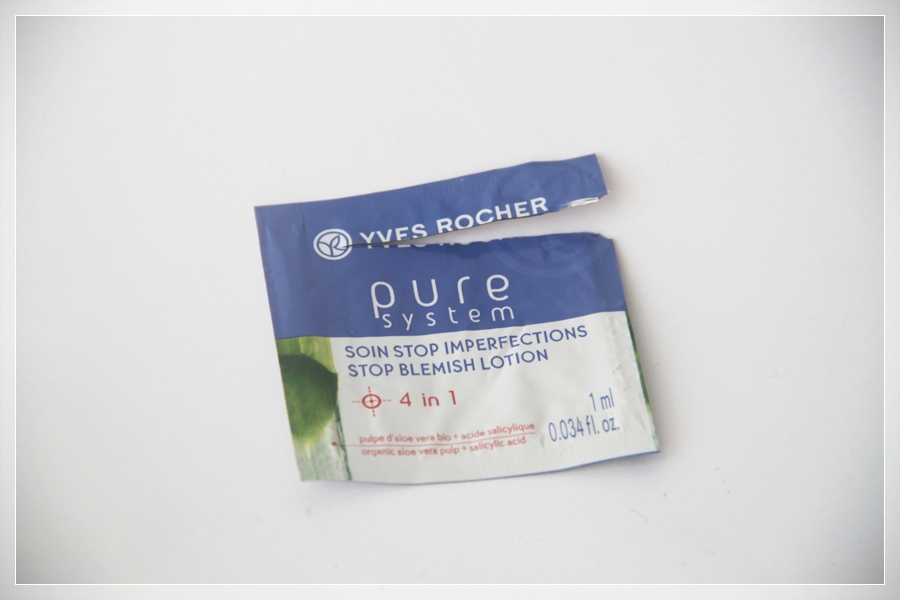 YVES ROCHER
pure
system
SOIN STOP IMPERFECTIONS
STOP BLEMISH LOTION
4 in 1
1 ml
0.034 fl. oz.
pulpe d'aloe vera bio + acide salicylique
organic aloe vera pulp + salicylic acid